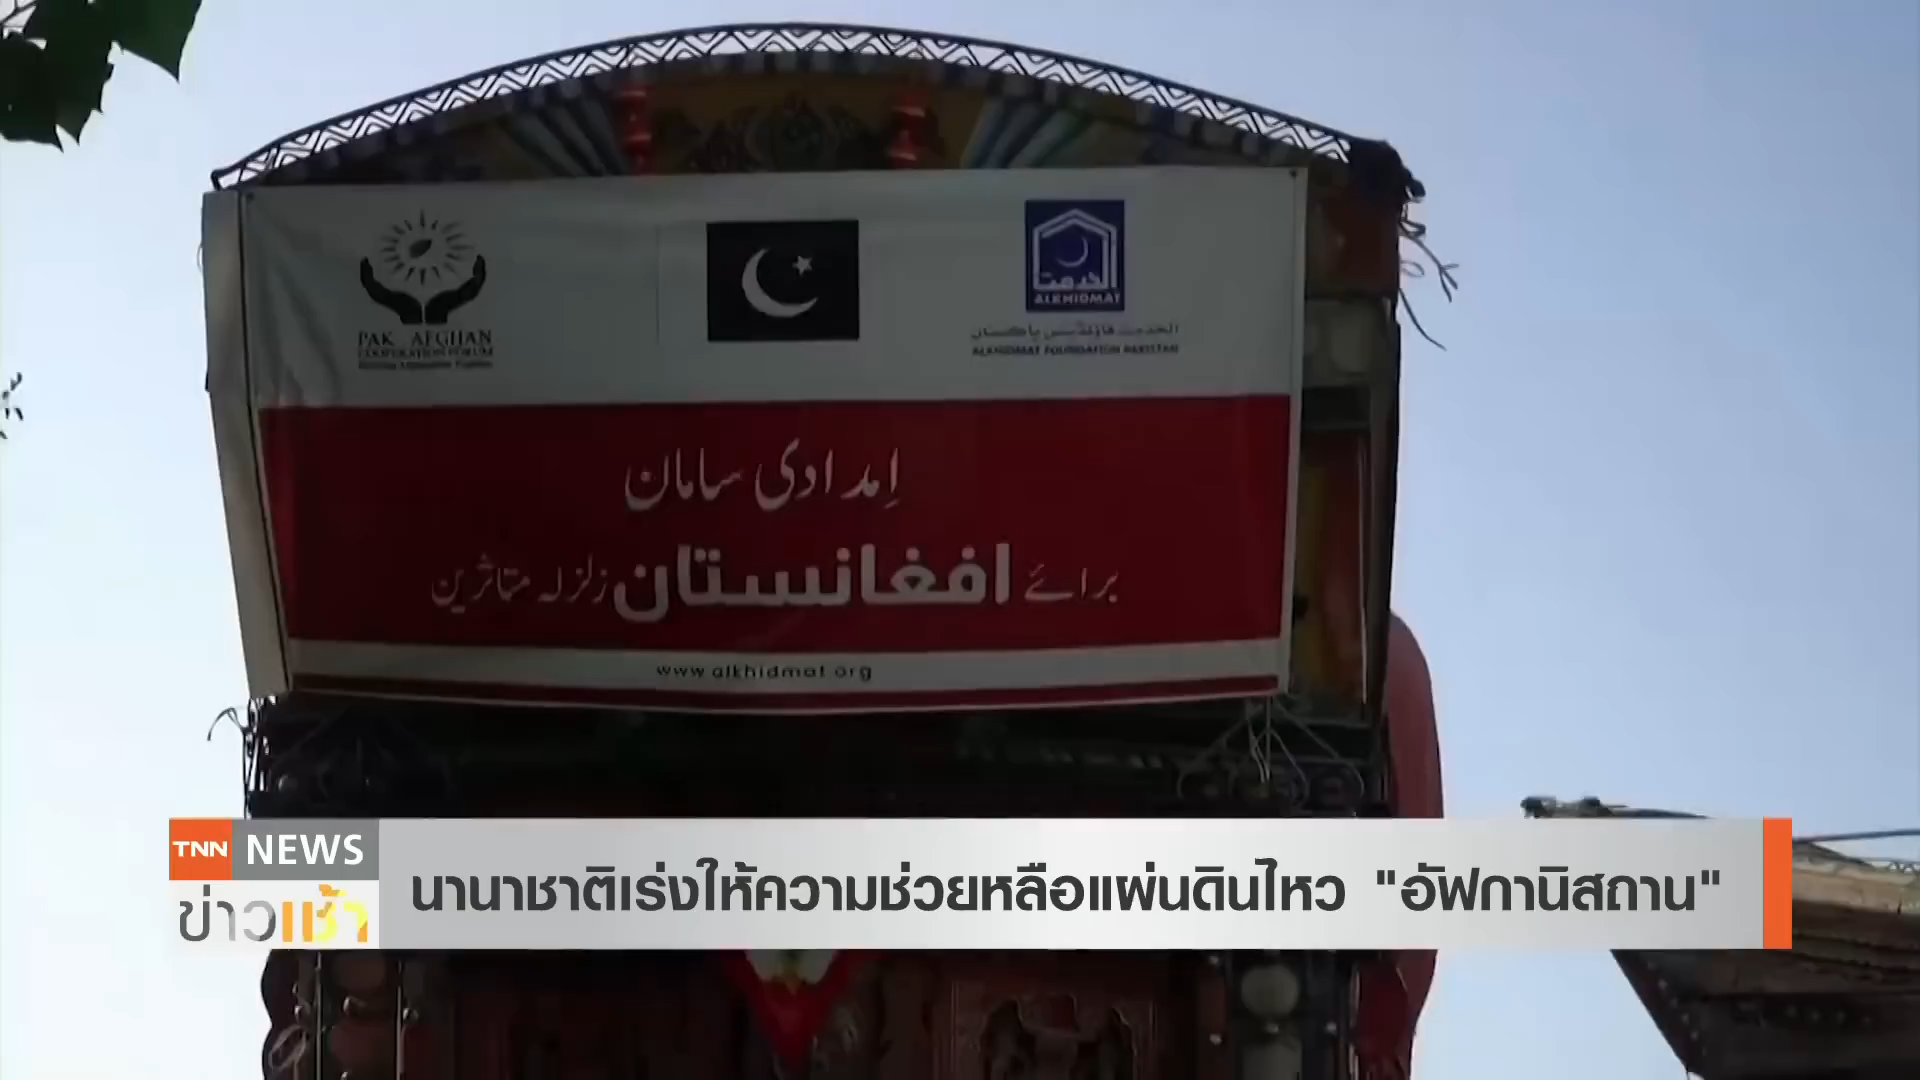 PAK AFGHAN
COOPERATION FORUM
الخدمت
ALKHIDMAT
الخدمت فاؤنڈیشن پاکستان
ALKHIDMAT FOUNDATION PAKISTAN
اِمدادی سامان
برائے افغانستان زلزلہ متاثرین
www.alkhidmat.org
TNN NEWS
ข่าวเช้า
นานาชาติเร่งให้ความช่วยเหลือแผ่นดินไหว "อัฟกานิสถาน"